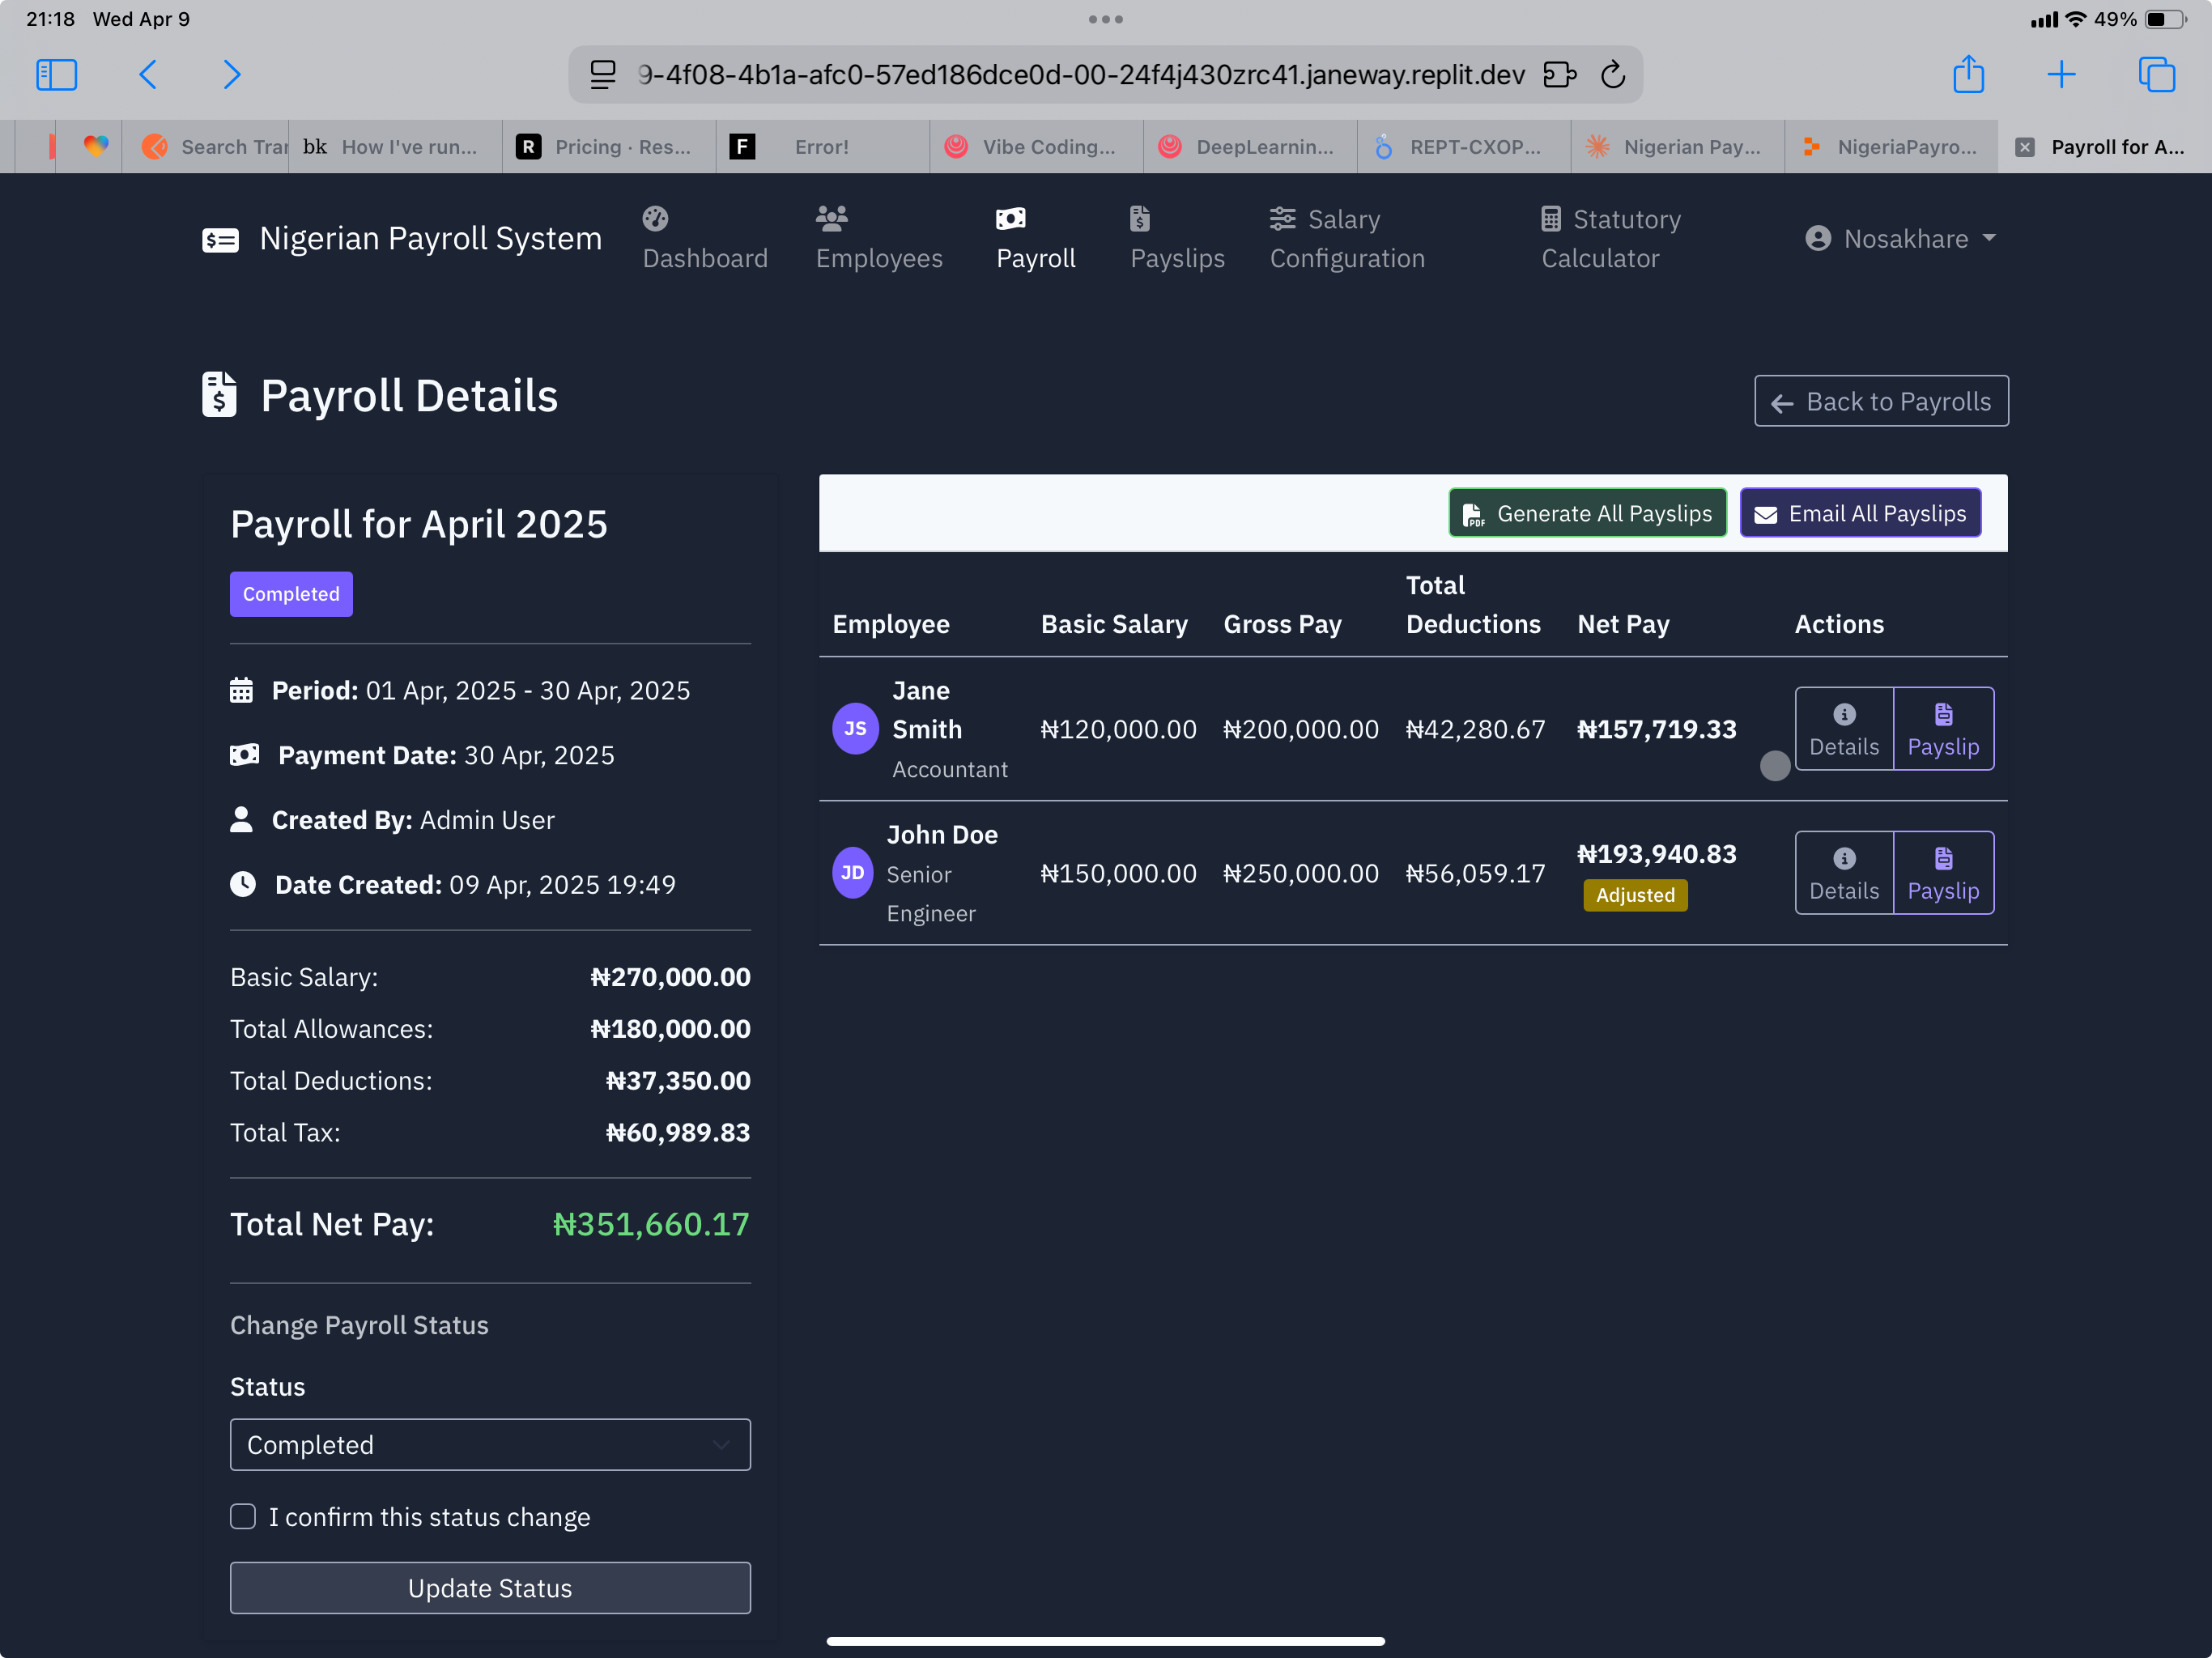 21:18 Wed Apr 9
49%
9-4f08-4b1a-afc0-57ed186dce0d-00-24f4j430zrc41.janeway.replit.dev
Search Tran
bk How I've run...
R Pricing · Res...
F Error!
Vibe Coding...
DeepLearnin...
REPT-CXOP...
Nigerian Pay...
NigeriaPayro...
Payroll for A...
Nigerian Payroll System
Dashboard
Employees
Payroll
Payslips
Salary
Configuration
Statutory
Calculator
Nosakhare
Payroll Details
Back to Payrolls
Payroll for April 2025
Completed
Period: 01 Apr, 2025 - 30 Apr, 2025
Payment Date: 30 Apr, 2025
Created By: Admin User
Date Created: 09 Apr, 2025 19:49
Basic Salary: ₦270,000.00
Total Allowances: ₦180,000.00
Total Deductions: ₦37,350.00
Total Tax: ₦60,989.83
Total Net Pay: ₦351,660.17
Change Payroll Status
Status
Completed
I confirm this status change
Update Status
PDF Generate All Payslips
Email All Payslips
Employee Basic Salary Gross Pay Total Deductions Net Pay Actions
JS Jane Smith Accountant ₦120,000.00 ₦200,000.00 ₦42,280.67 ₦157,719.33 Details Payslip
JD John Doe Senior Engineer ₦150,000.00 ₦250,000.00 ₦56,059.17 ₦193,940.83 Adjusted Details Payslip